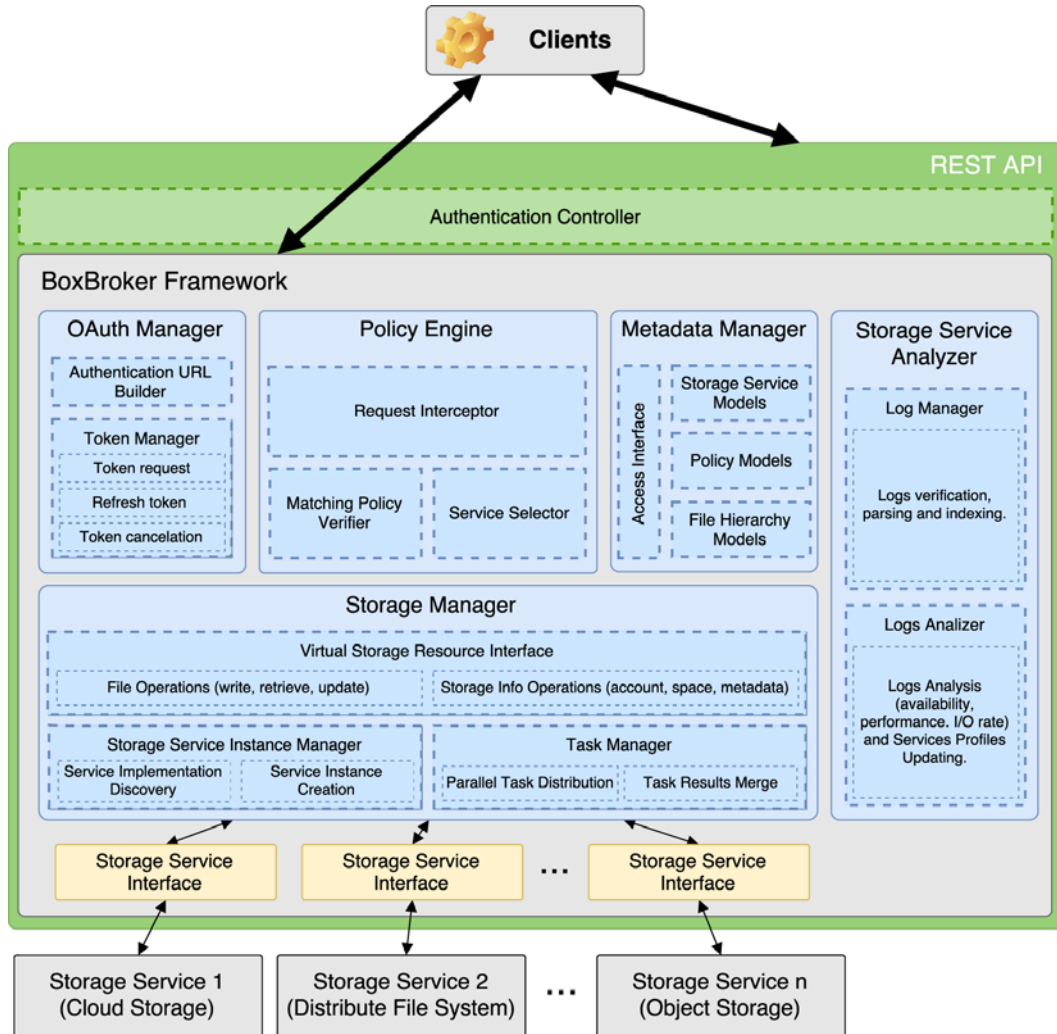 Clients
REST API
Authentication Controller
BoxBroker Framework
OAuth Manager
Authentication URL
Builder
Token Manager
Token request
Refresh token
Token cancelation
Policy Engine
Request Interceptor
Matching Policy
Verifier
Service Selector
Metadata Manager
Access Interface
Storage Service
Models
Policy Models
File Hierarchy
Models
Storage Service
Analyzer
Log Manager
Logs verification,
parsing and indexing.
Logs Analizer
Logs Analysis
(availability,
performance. I/O rate)
and Services Profiles
Updating.
Storage Manager
Virtual Storage Resource Interface
File Operations (write, retrieve, update)
Storage Info Operations (account, space, metadata)
Storage Service Instance Manager
Service Implementation
Discovery
Service Instance
Creation
Task Manager
Parallel Task Distribution
Task Results Merge
Storage Service
Interface
Storage Service
Interface
...
Storage Service
Interface
Storage Service 1
(Cloud Storage)
Storage Service 2
(Distribute File System)
...
Storage Service n
(Object Storage)